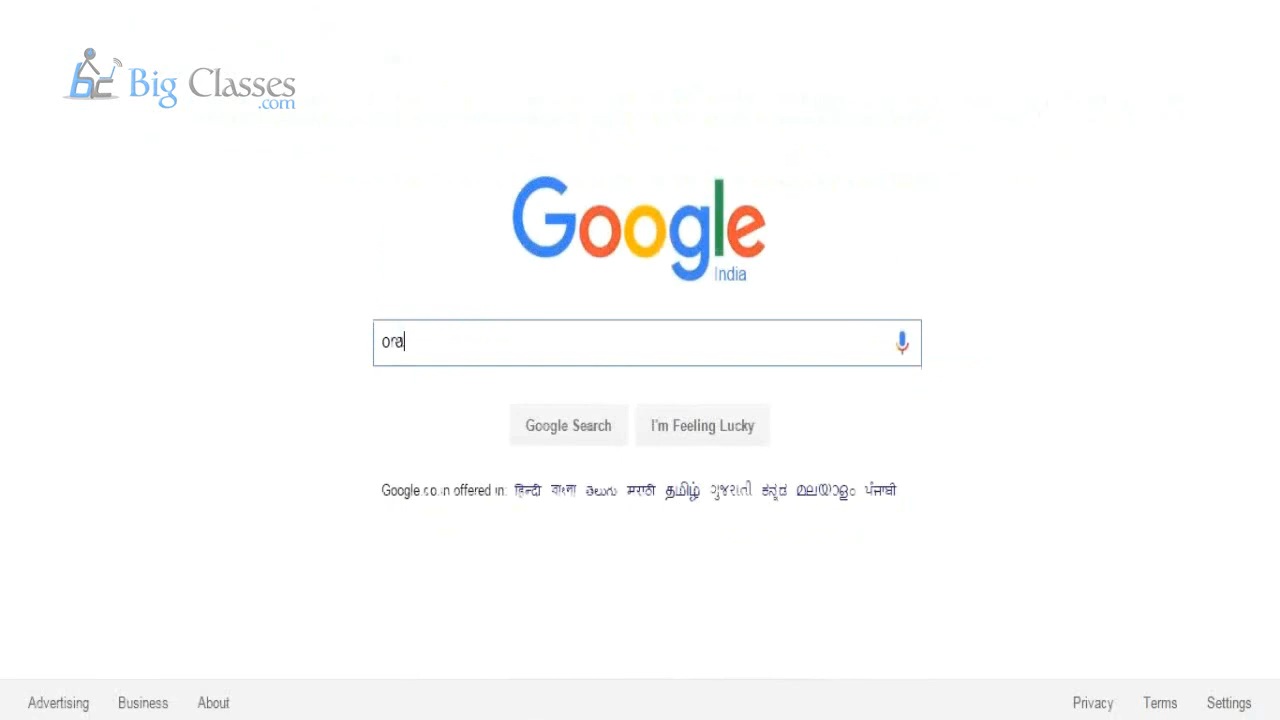 Big Classes
.com
Google
India
ora
Google Search
I'm Feeling Lucky
Google.co.in offered in: हिन्दी বাংলা తెలుగు मराठी தமிழ் ગુજરાતી ಕನ್ನಡ മലയാളം ਪੰਜਾਬੀ
Advertising
Business
About
Privacy
Terms
Settings